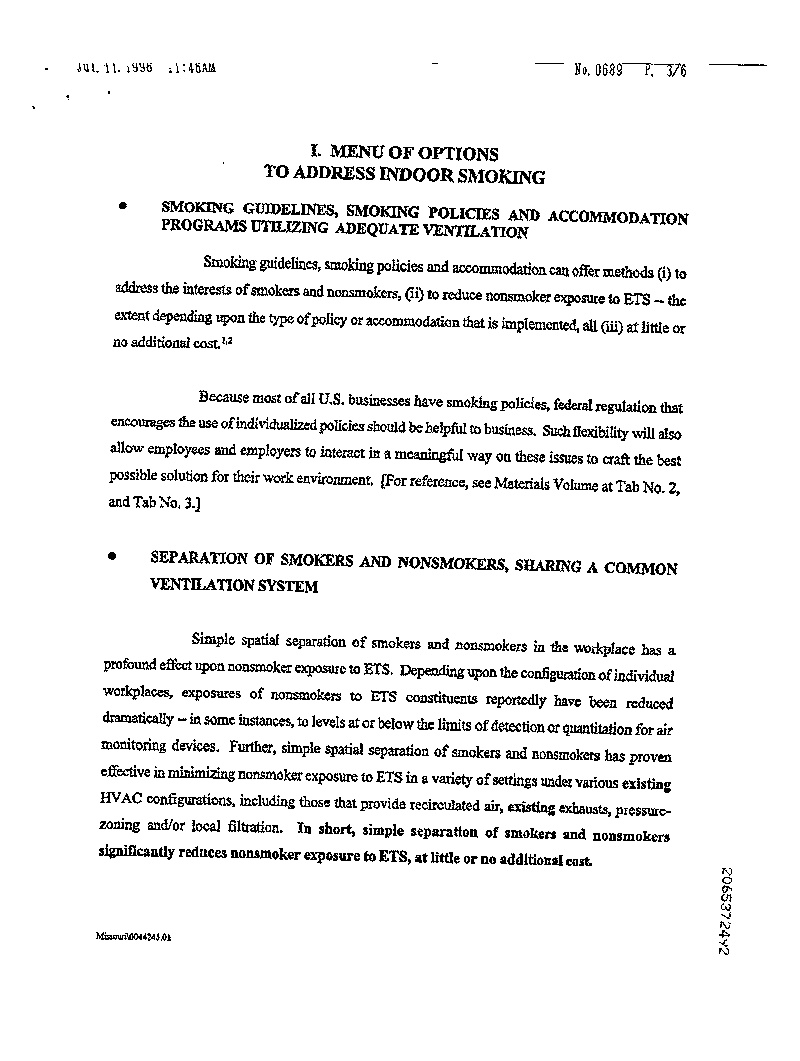 Jul. 11. 1996 11:46AM No. 0689 P. 3/6
I. MENU OF OPTIONS
TO ADDRESS INDOOR SMOKING
• SMOKING GUIDELINES, SMOKING POLICIES AND ACCOMMODATION
PROGRAMS UTILIZING ADEQUATE VENTILATION
Smoking guidelines, smoking policies and accommodation can offer methods (i) to
address the interests of smokers and nonsmokers, (ii) to reduce nonsmoker exposure to ETS – the
extent depending upon the type of policy or accommodation that is implemented, all (iii) at little or
no additional cost.1,2
Because most of all U.S. businesses have smoking policies, federal regulation that
encourages the use of individualized policies should be helpful to business. Such flexibility will also
allow employees and employers to interact in a meaningful way on these issues to craft the best
possible solution for their work environment. [For reference, see Materials Volume at Tab No. 2,
and Tab No. 3.]
• SEPARATION OF SMOKERS AND NONSMOKERS, SHARING A COMMON
VENTILATION SYSTEM
Simple spatial separation of smokers and nonsmokers in the workplace has a
profound effect upon nonsmoker exposure to ETS. Depending upon the configuration of individual
workplaces, exposures of nonsmokers to ETS constituents reportedly have been reduced
dramatically – in some instances, to levels at or below the limits of detection or quantitation for air
monitoring devices. Further, simple spatial separation of smokers and nonsmokers has proven
effective in minimizing nonsmoker exposure to ETS in a variety of settings under various existing
HVAC configurations, including those that provide recirculated air, existing exhausts, pressure-
zoning and/or local filtration. In short, simple separation of smokers and nonsmokers
significantly reduces nonsmoker exposure to ETS, at little or no additional cost.
Missouri\0044245.01